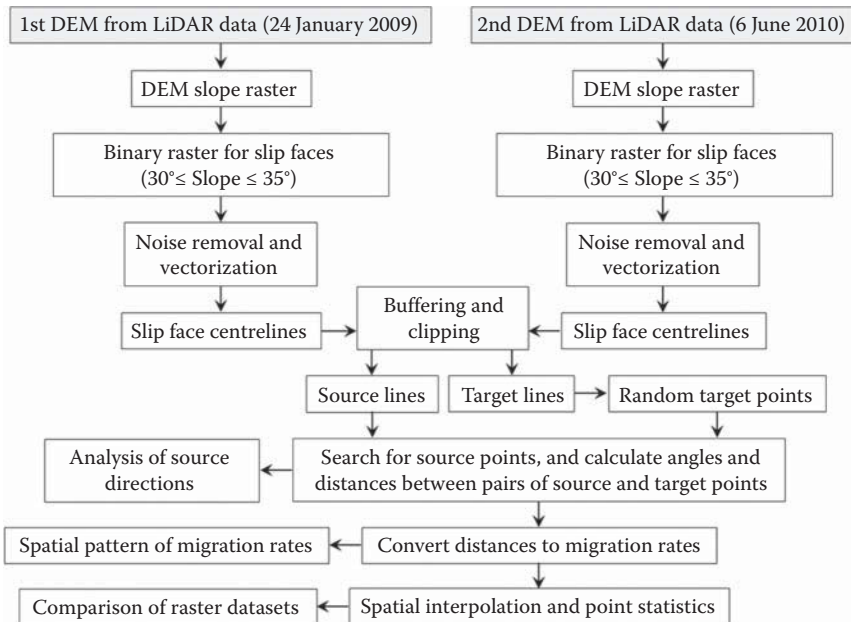 1st DEM from LiDAR data (24 January 2009)
2nd DEM from LiDAR data (6 June 2010)
DEM slope raster
DEM slope raster
Binary raster for slip faces
(30°≤ Slope ≤ 35°)
Binary raster for slip faces
(30°≤ Slope ≤ 35°)
Noise removal and
vectorization
Noise removal and
vectorization
Slip face centrelines
Buffering and
clipping
Slip face centrelines
Source lines
Target lines
Random target points
Analysis of source
directions
Search for source points, and calculate angles and
distances between pairs of source and target points
Spatial pattern of migration rates
Convert distances to migration rates
Comparison of raster datasets
Spatial interpolation and point statistics